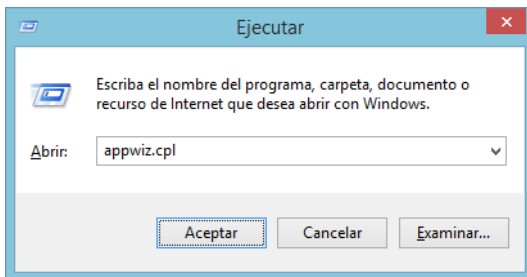 Ejecutar
Escriba el nombre del programa, carpeta, documento o
recurso de Internet que desea abrir con Windows.
Abrir: appwiz.cpl
Aceptar Cancelar Examinar...